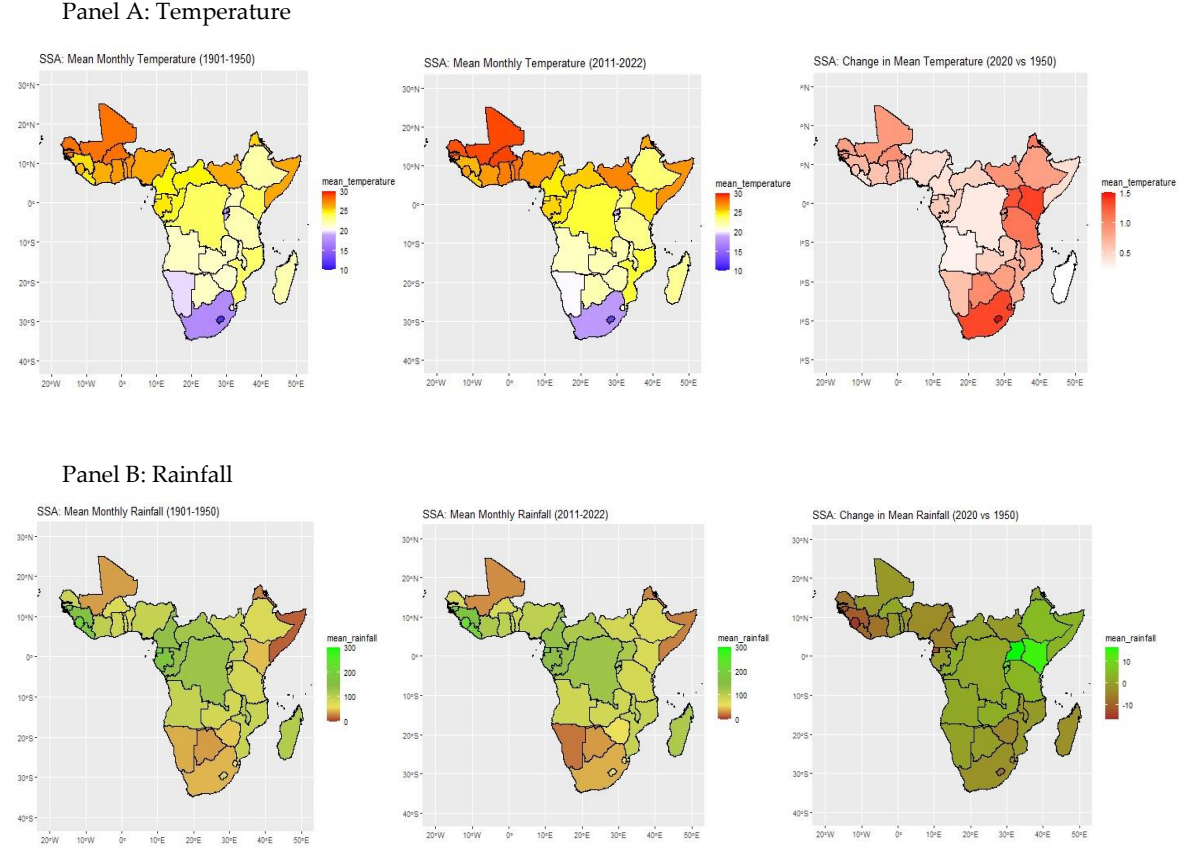 Panel A: Temperature
SSA: Mean Monthly Temperature (1901-1950)
30°N
20°N
10°N
0°
10°S
20°S
30°S
40°S
20°W 10°W 0° 10°E 20°E 30°E 40°E 50°E
mean_temperature
30
25
20
15
10
SSA: Mean Monthly Temperature (2011-2022)
30°N
20°N
10°N
0°
10°S
20°S
30°S
40°S
20°W 10°W 0° 10°E 20°E 30°E 40°E 50°E
mean_temperature
30
25
20
15
10
SSA: Change in Mean Temperature (2020 vs 1950)
°N
°N
°N
0°
°S
°S
°S
°S
20°W 10°W 0° 10°E 20°E 30°E 40°E 50°E
mean_temperature
1.5
1.0
0.5
Panel B: Rainfall
SSA: Mean Monthly Rainfall (1901-1950)
30°N
20°N
10°N
0°
10°S
20°S
30°S
40°S
20°W 10°W 0° 10°E 20°E 30°E 40°E 50°E
mean_rainfall
300
200
100
0
SSA: Mean Monthly Rainfall (2011-2022)
30°N
20°N
10°N
0°
10°S
20°S
30°S
40°S
20°W 10°W 0° 10°E 20°E 30°E 40°E 50°E
mean_rainfall
300
200
100
0
SSA: Change in Mean Rainfall (2020 vs 1950)
30°N
20°N
10°N
0°
10°S
20°S
30°S
40°S
20°W 10°W 0° 10°E 20°E 30°E 40°E 50°E
mean_rainfall
10
0
-10